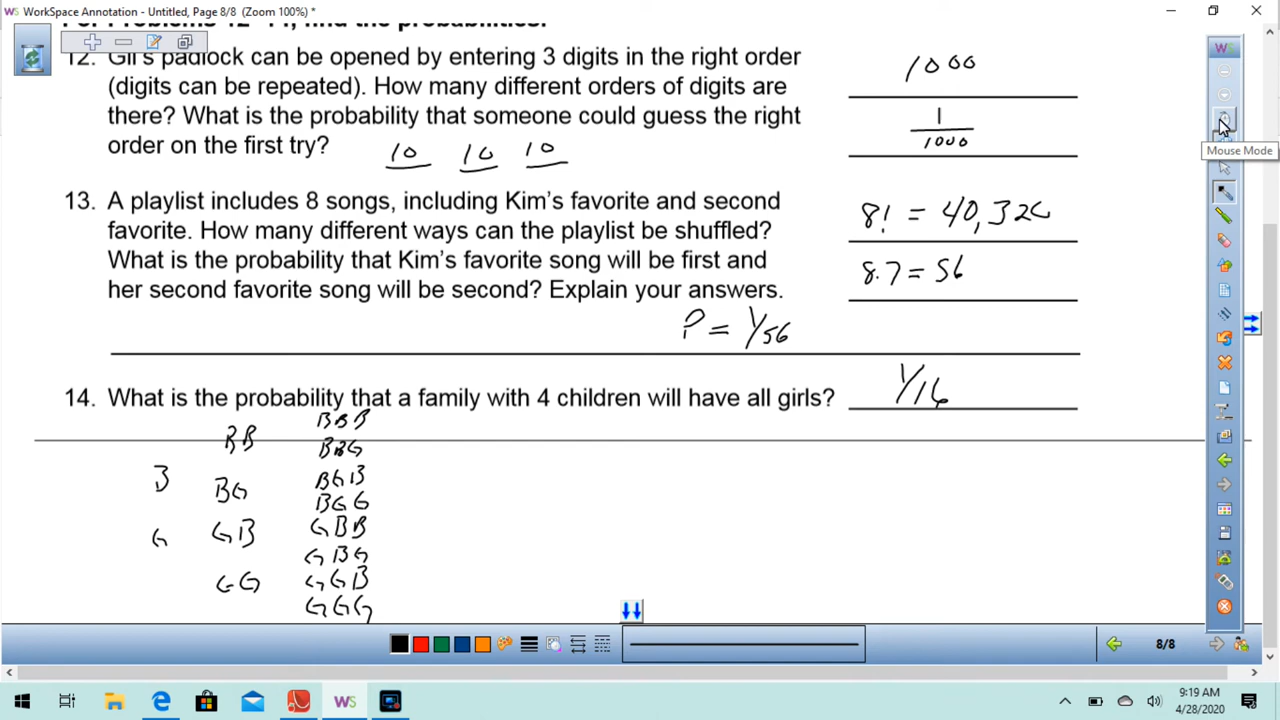 WorkSpace Annotation - Untitled, Page 8/8 (Zoom 100%) *
12. Gil's padlock can be opened by entering 3 digits in the right order
(digits can be repeated). How many different orders of digits are
there? What is the probability that someone could guess the right
order on the first try?
10 10 10
1000
1
1000
Mouse Mode
13. A playlist includes 8 songs, including Kim's favorite and second
favorite. How many different ways can the playlist be shuffled?
What is the probability that Kim's favorite song will be first and
her second favorite song will be second? Explain your answers.
8! = 40,320
8.7 = 56
P = 1/56
14. What is the probability that a family with 4 children will have all girls?
1/16
B
G
BB
BG
GB
GG
BBB
BBG
BGB
BGG
GBB
GBG
GGB
GGG
8/8
9:19 AM
4/28/2020